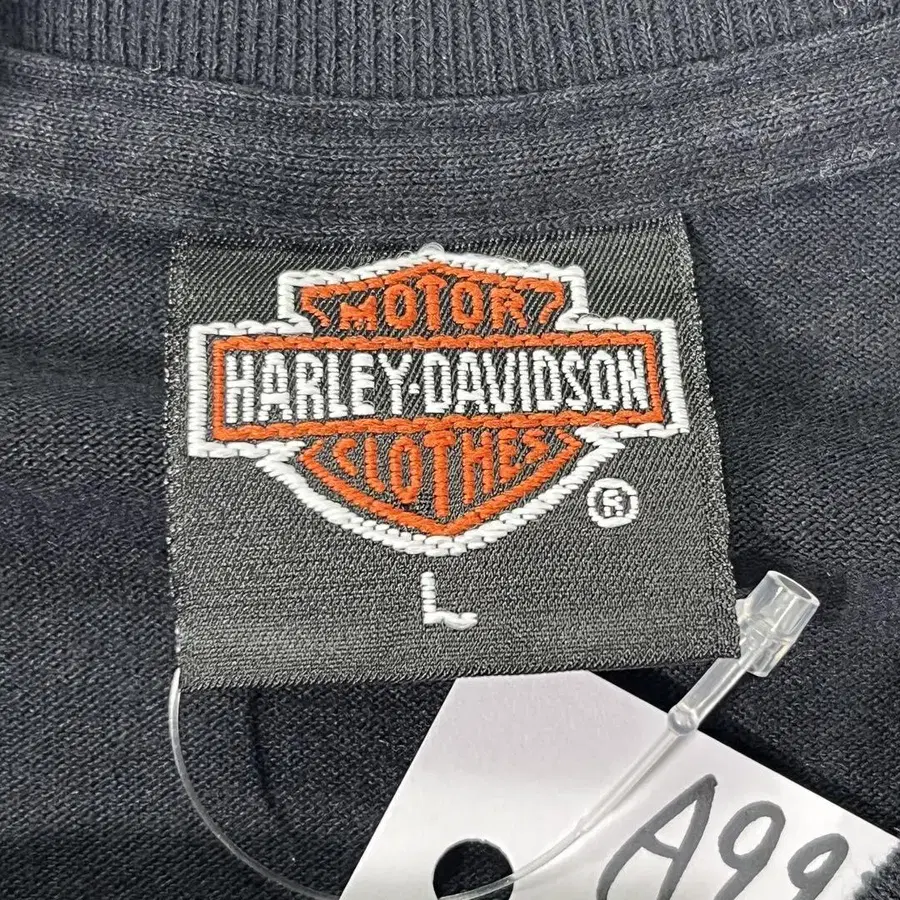 MOTOR
HARLEY-DAVIDSON
CLOTHES
®
L
A99